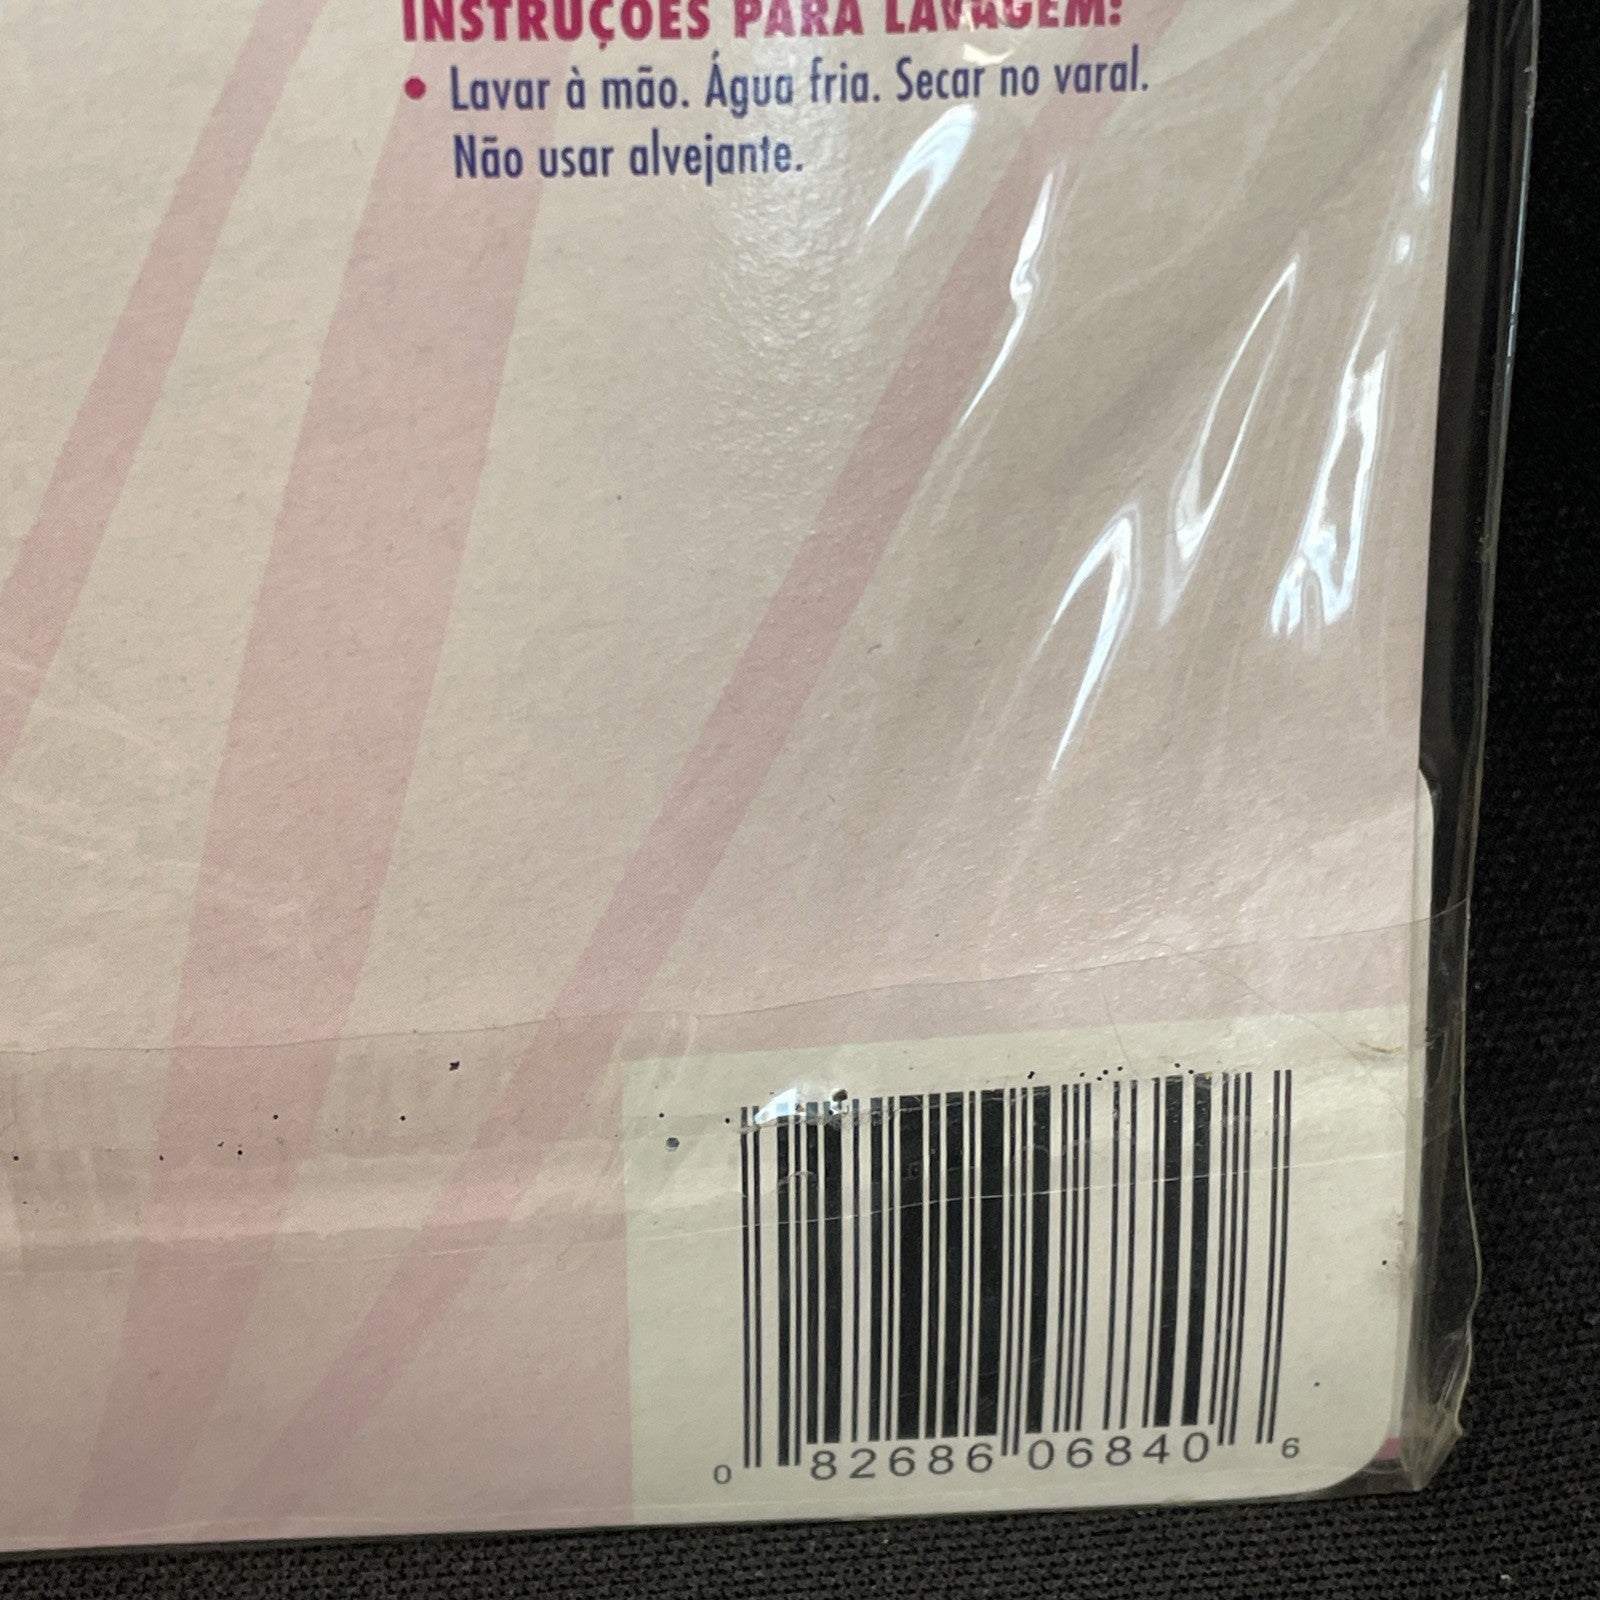 INSTRUÇÕES PARA LAVAGEM:
• Lavar à mão. Água fria. Secar no varal.
Não usar alvejante.
0 82686 06840 6